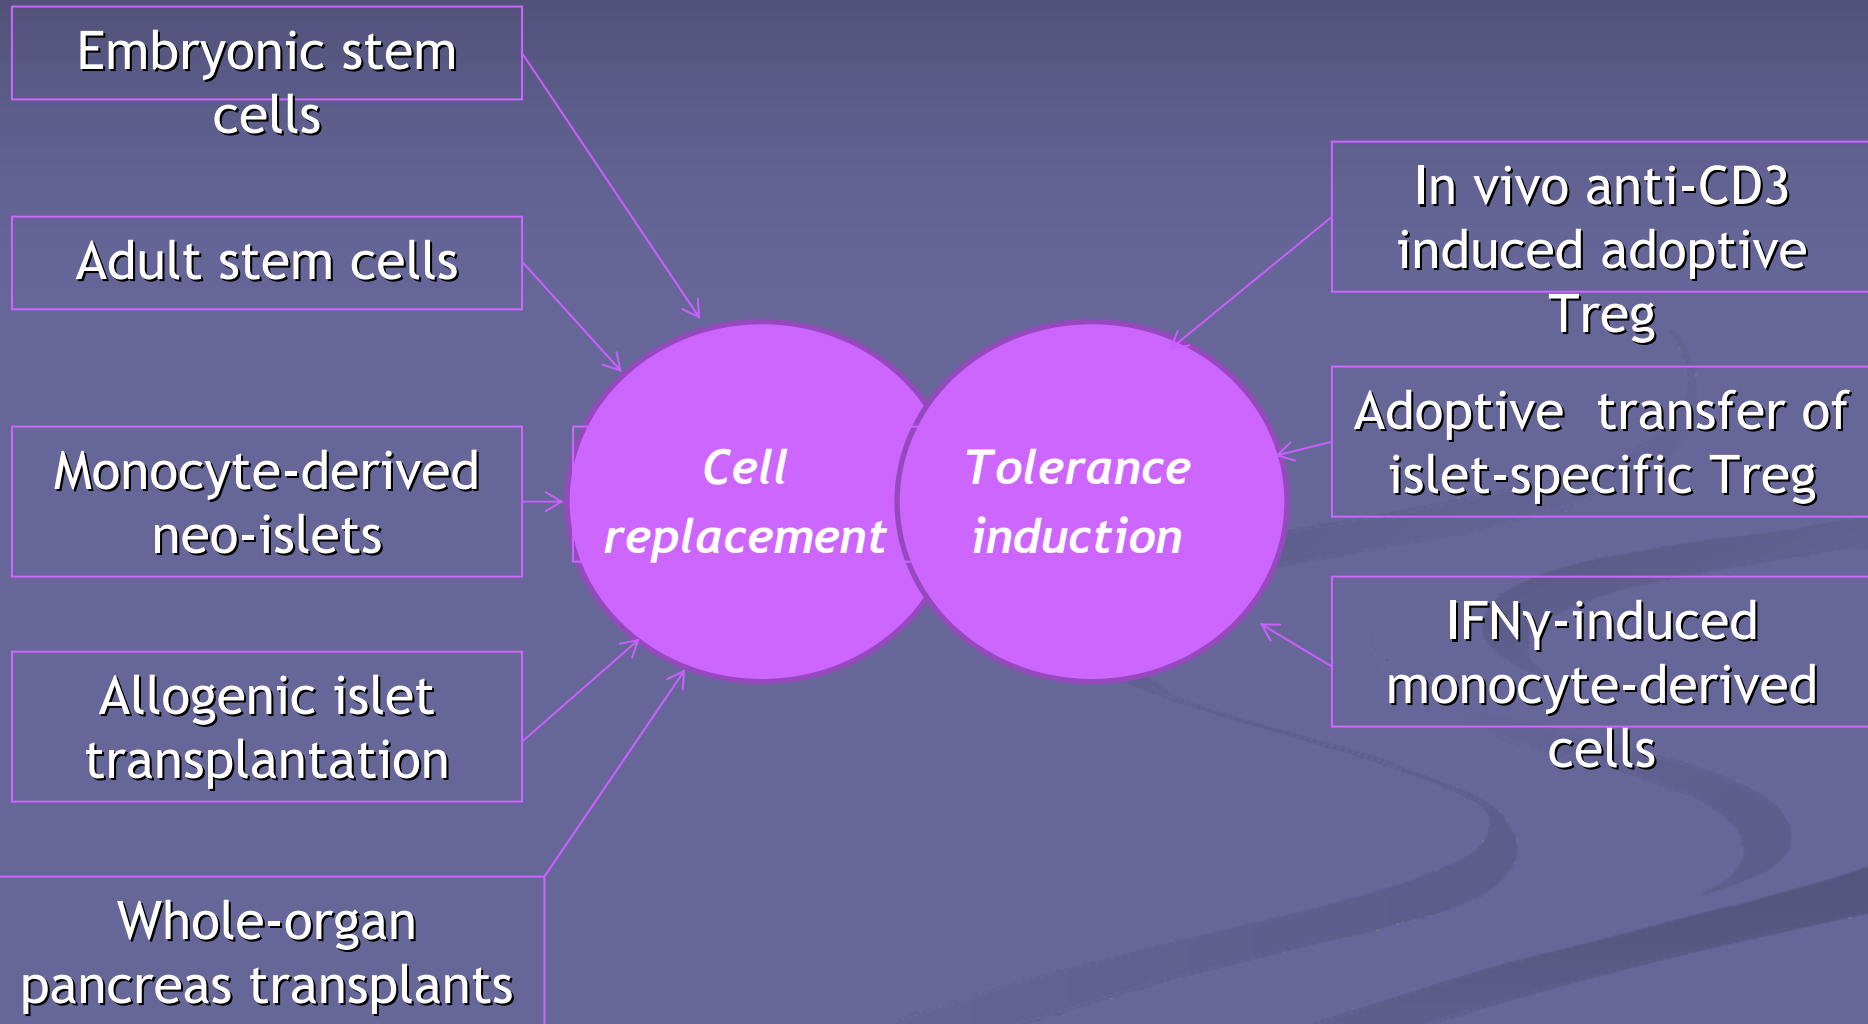 Embryonic stem
cells
Adult stem cells
Monocyte-derived
neo-islets
Allogenic islet
transplantation
Whole-organ
pancreas transplants
Cell
replacement
Tolerance
induction
In vivo anti-CD3
induced adoptive
Treg
Adoptive  transfer of
islet-specific Treg
IFNγ-induced
monocyte-derived
cells